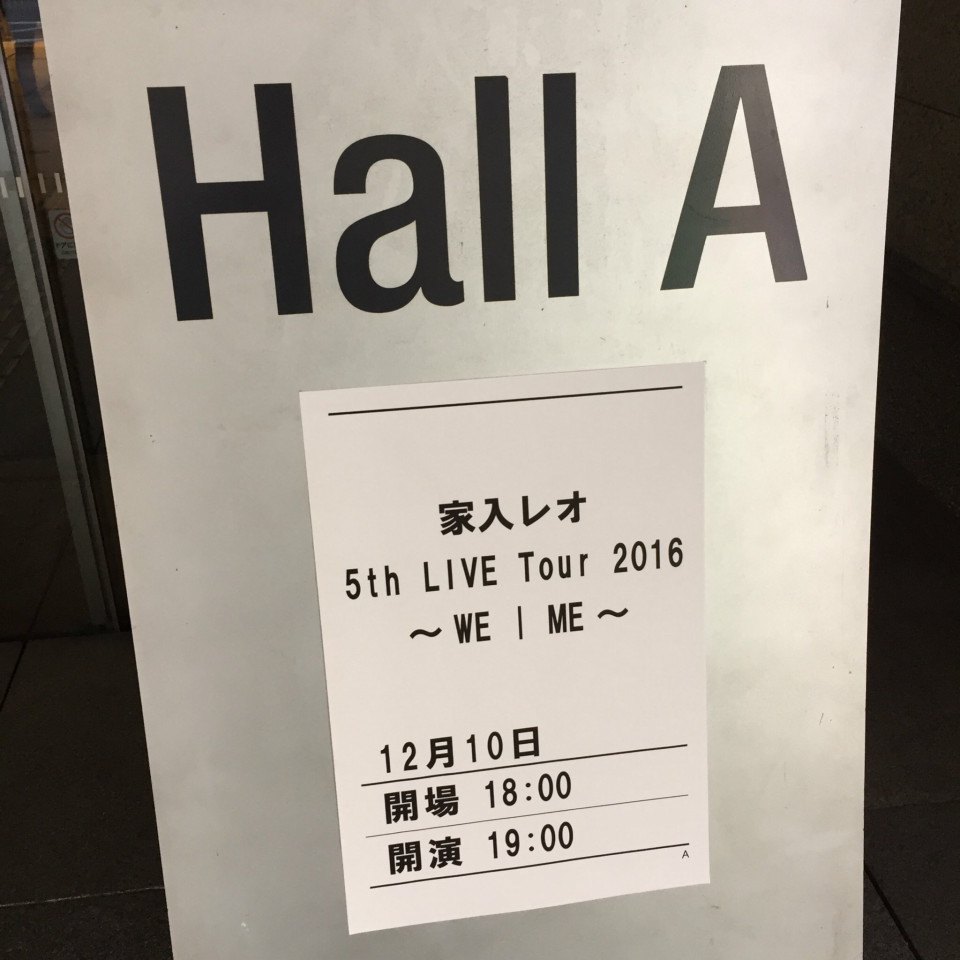 Hall A
家入レオ
5th LIVE Tour 2016
～WE | ME～
12月10日
開場 18:00
開演 19:00
A